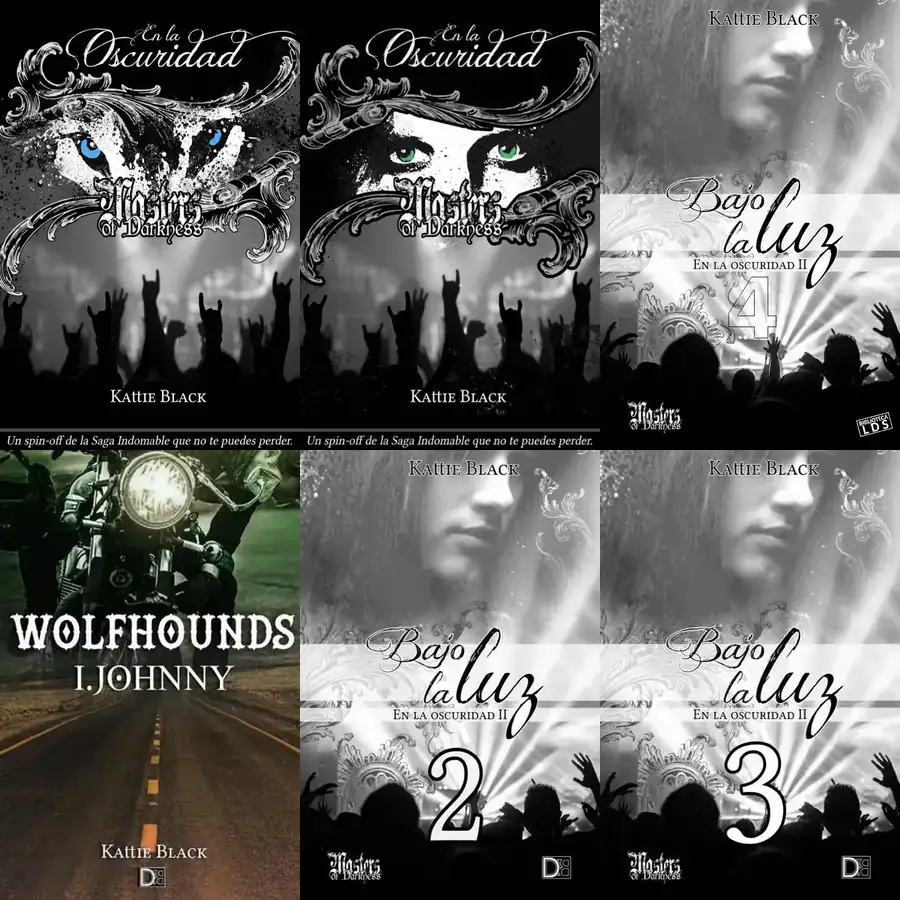 En la
Oscuridad
Masters
of Darkness
Kattie Black
Un spin-off de la Saga Indomable que no te puedes perder.
En la
Oscuridad
Masters
of Darkness
Kattie Black
Un spin-off de la Saga Indomable que no te puedes perder.
Kattie Black
Bajo
la luz
En la oscuridad II
4
Masters
of Darkness
BIBLIOTECA
LDS
WOLFHOUNDS
I.JOHNNY
Kattie Black
Kattie Black
Bajo
la luz
En la oscuridad II
2
Masters
of Darkness
Kattie Black
Bajo
la luz
En la oscuridad II
3
Masters
of Darkness